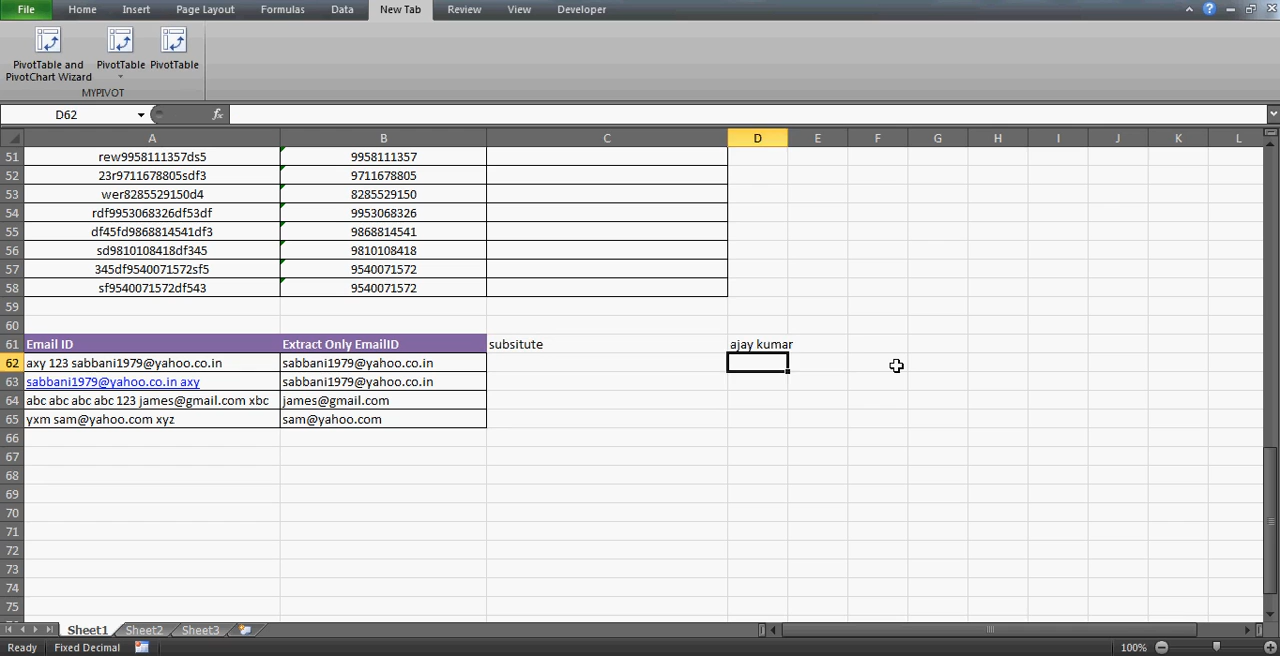 File Home Insert Page Layout Formulas Data New Tab Review View Developer
PivotTable and PivotChart Wizard PivotTable PivotTable
MYPIVOT
D62 fx
A B C D E F G H I J K L
51 rew9958111357ds5 9958111357
52 23r9711678805sdf3 9711678805
53 wer8285529150d4 8285529150
54 rdf9953068326df53df 9953068326
55 df45fd9868814541df3 9868814541
56 sd9810108418df345 9810108418
57 345df9540071572sf5 9540071572
58 sf9540071572df543 9540071572
59
60
61 Email ID Extract Only EmailID subsitute ajay kumar
62 axy 123 sabbani1979@yahoo.co.in sabbani1979@yahoo.co.in
63 sabbani1979@yahoo.co.in axy sabbani1979@yahoo.co.in
64 abc abc abc abc 123 james@gmail.com xbc james@gmail.com
65 yxm sam@yahoo.com xyz sam@yahoo.com
66
67
68
69
70
71
72
73
74
75
Sheet1 Sheet2 Sheet3
Ready Fixed Decimal 100%